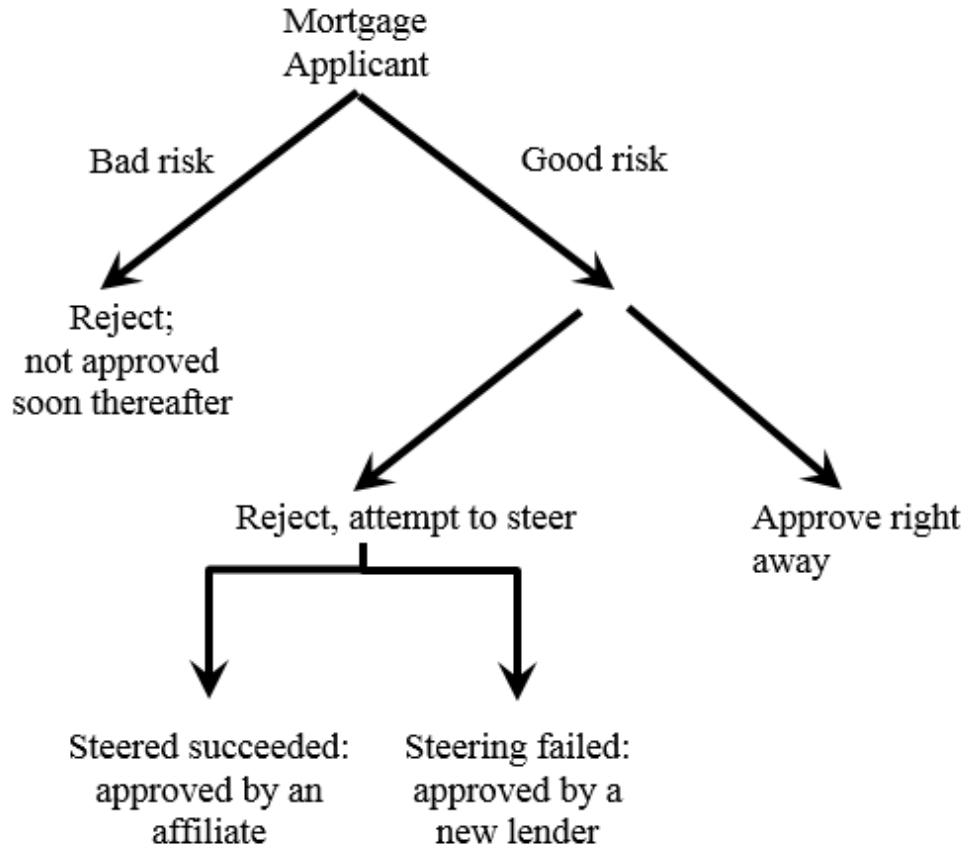 Mortgage
Applicant
Bad risk
Good risk
Reject;
not approved
soon thereafter
Reject, attempt to steer
Approve right
away
Steered succeeded:
approved by an
affiliate
Steering failed:
approved by a
new lender